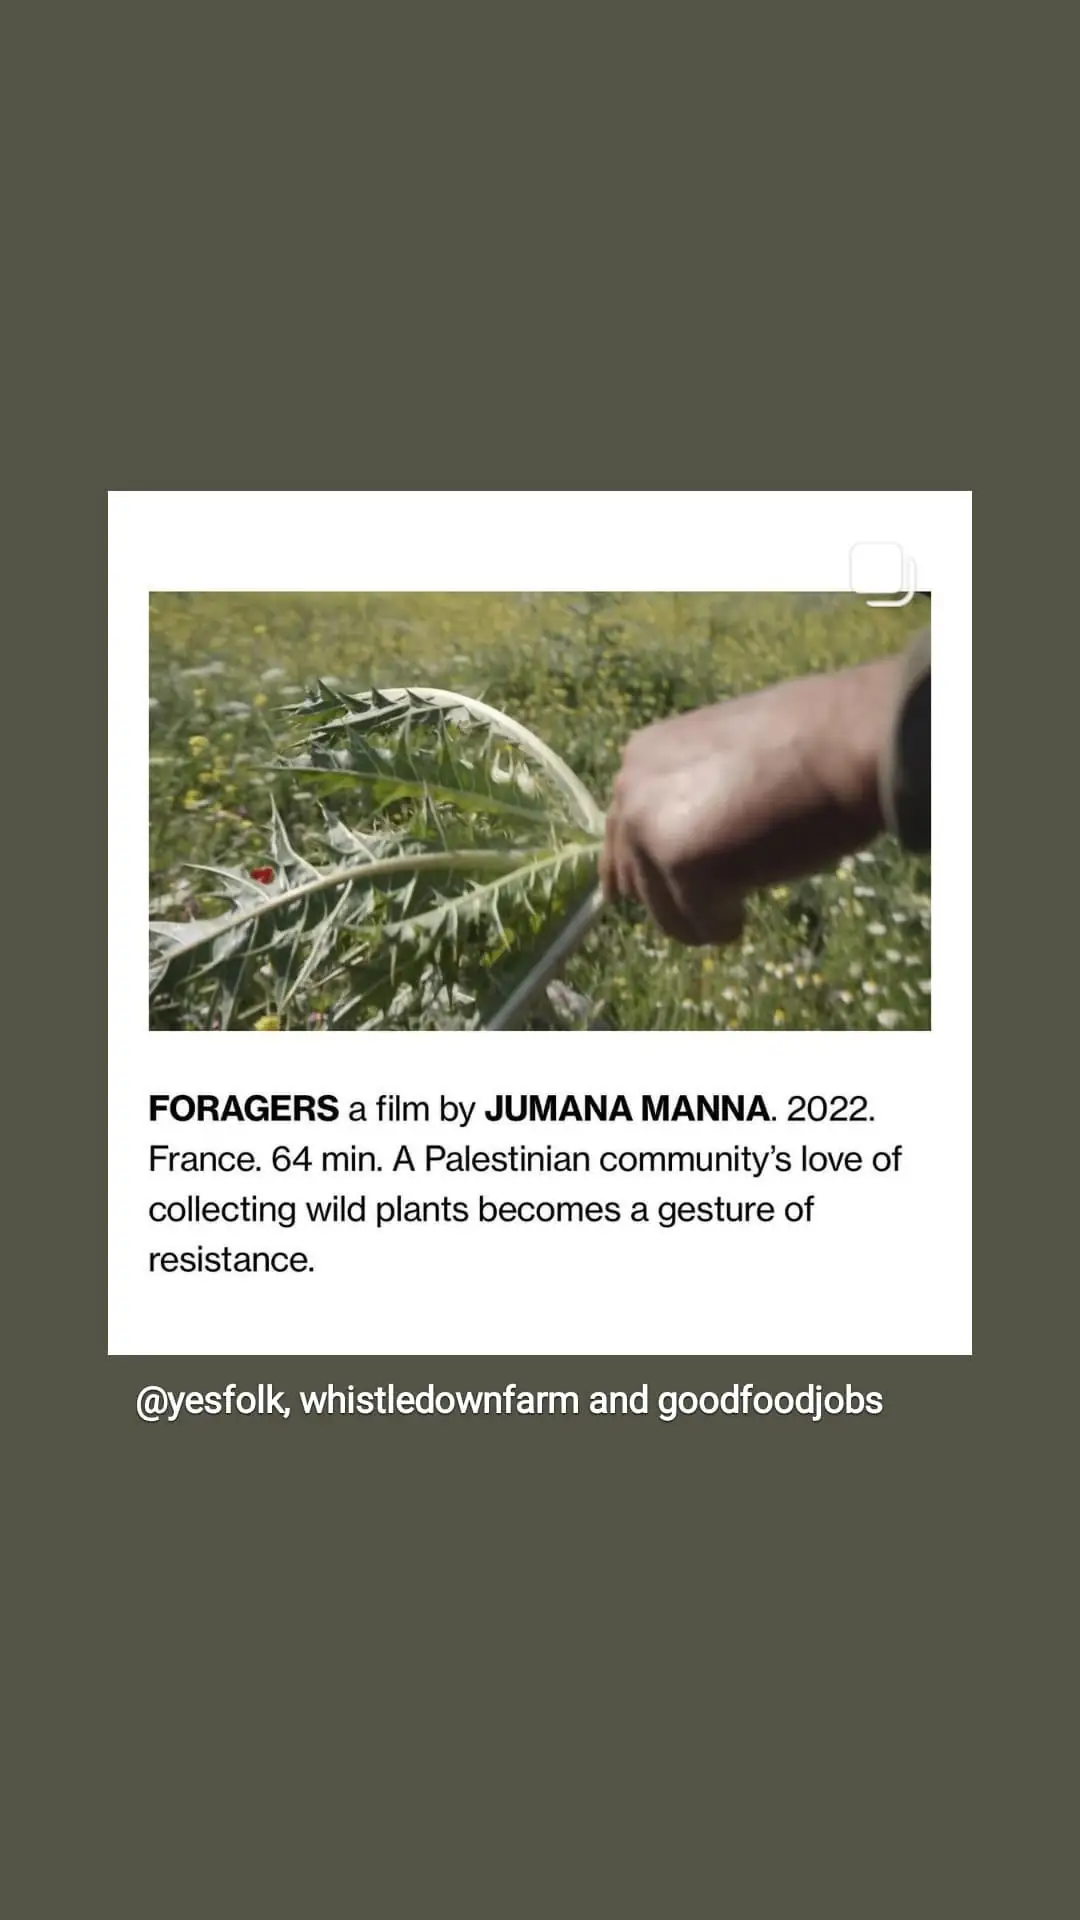 FORAGERS a film by JUMANA MANNA. 2022.
France. 64 min. A Palestinian community’s love of
collecting wild plants becomes a gesture of
resistance.
@yesfolk, whistledownfarm and goodfoodjobs